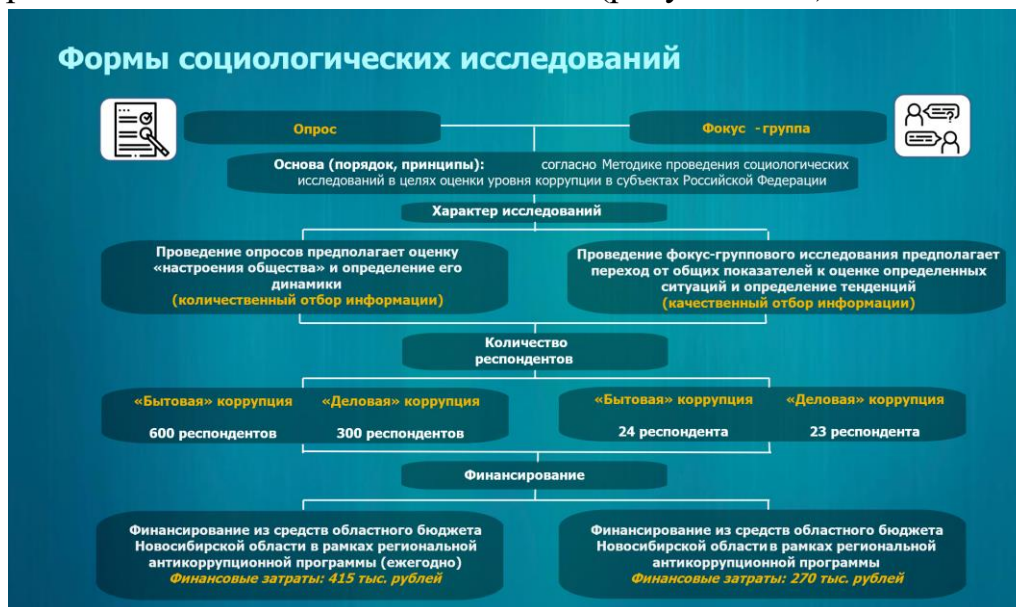 Формы социологических исследований
Опрос
Фокус - группа
Основа (порядок, принципы): согласно Методике проведения социологических
исследований в целях оценки уровня коррупции в субъектах Российской Федерации
Характер исследований
Проведение опросов предполагает оценку
«настроения общества» и определение его
динамики
(количественный отбор информации)
Проведение фокус-группового исследования предполагает
переход от общих показателей к оценке определенных
ситуаций и определение тенденций
(качественный отбор информации)
Количество
респондентов
«Бытовая» коррупция «Деловая» коррупция
600 респондентов 300 респондентов
«Бытовая» коррупция «Деловая» коррупция
24 респондента 23 респондента
Финансирование
Финансирование из средств областного бюджета
Новосибирской области в рамках региональной
антикоррупционной программы (ежегодно)
Финансовые затраты: 415 тыс. рублей
Финансирование из средств областного бюджета
Новосибирской области в рамках региональной
антикоррупционной программы
Финансовые затраты: 270 тыс. рублей